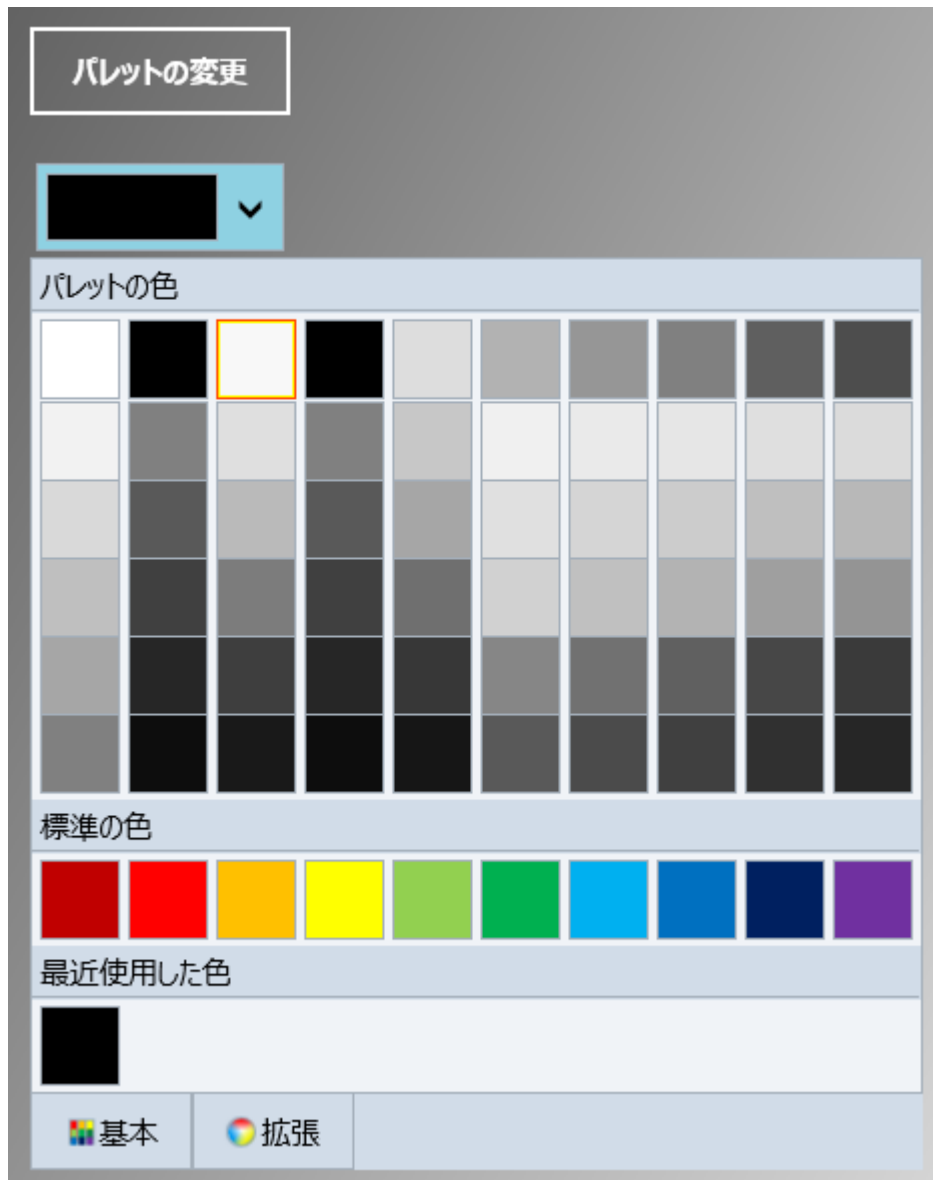 パレットの変更
パレットの色
標準の色
最近使用した色
基本
拡張